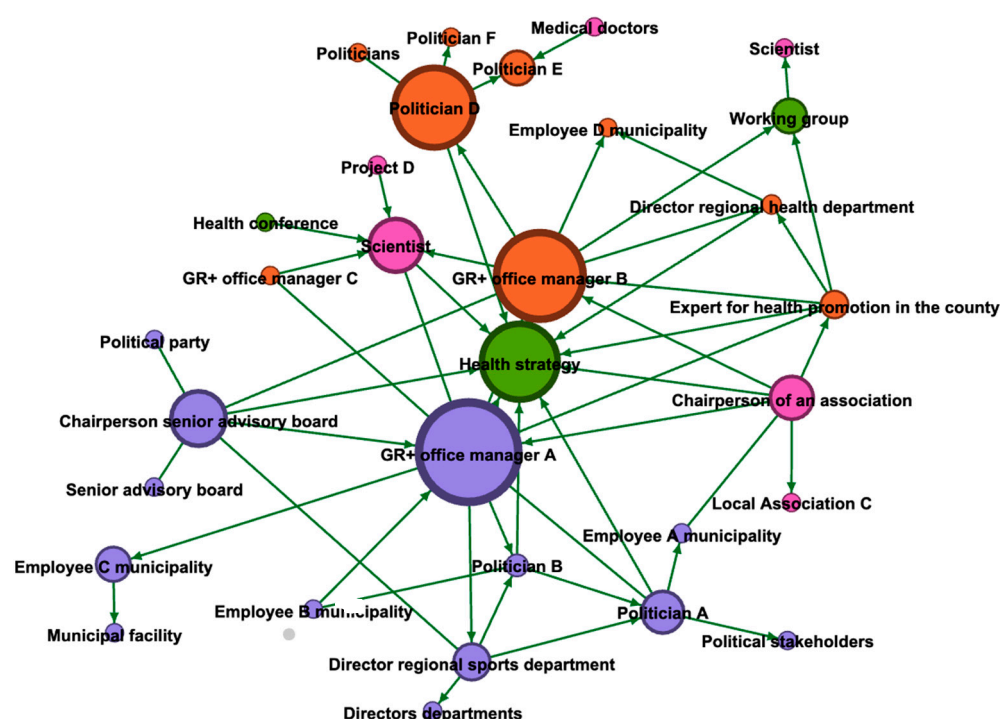 Medical doctors
Politician F
Politicians
Scientist
Politician E
Politician D
Working group
Employee D municipality
Project D
Director regional health department
Health conference
Scientist
GR+ office manager C
GR+ office manager B
Expert for health promotion in the county
Political party
Health strategy
Chairperson of an association
Chairperson senior advisory board
GR+ office manager A
Senior advisory board
Local Association C
Employee A municipality
Employee C municipality
Politician B
Employee B municipality
Politician A
Municipal facility
Political stakeholders
Director regional sports department
Directors departments